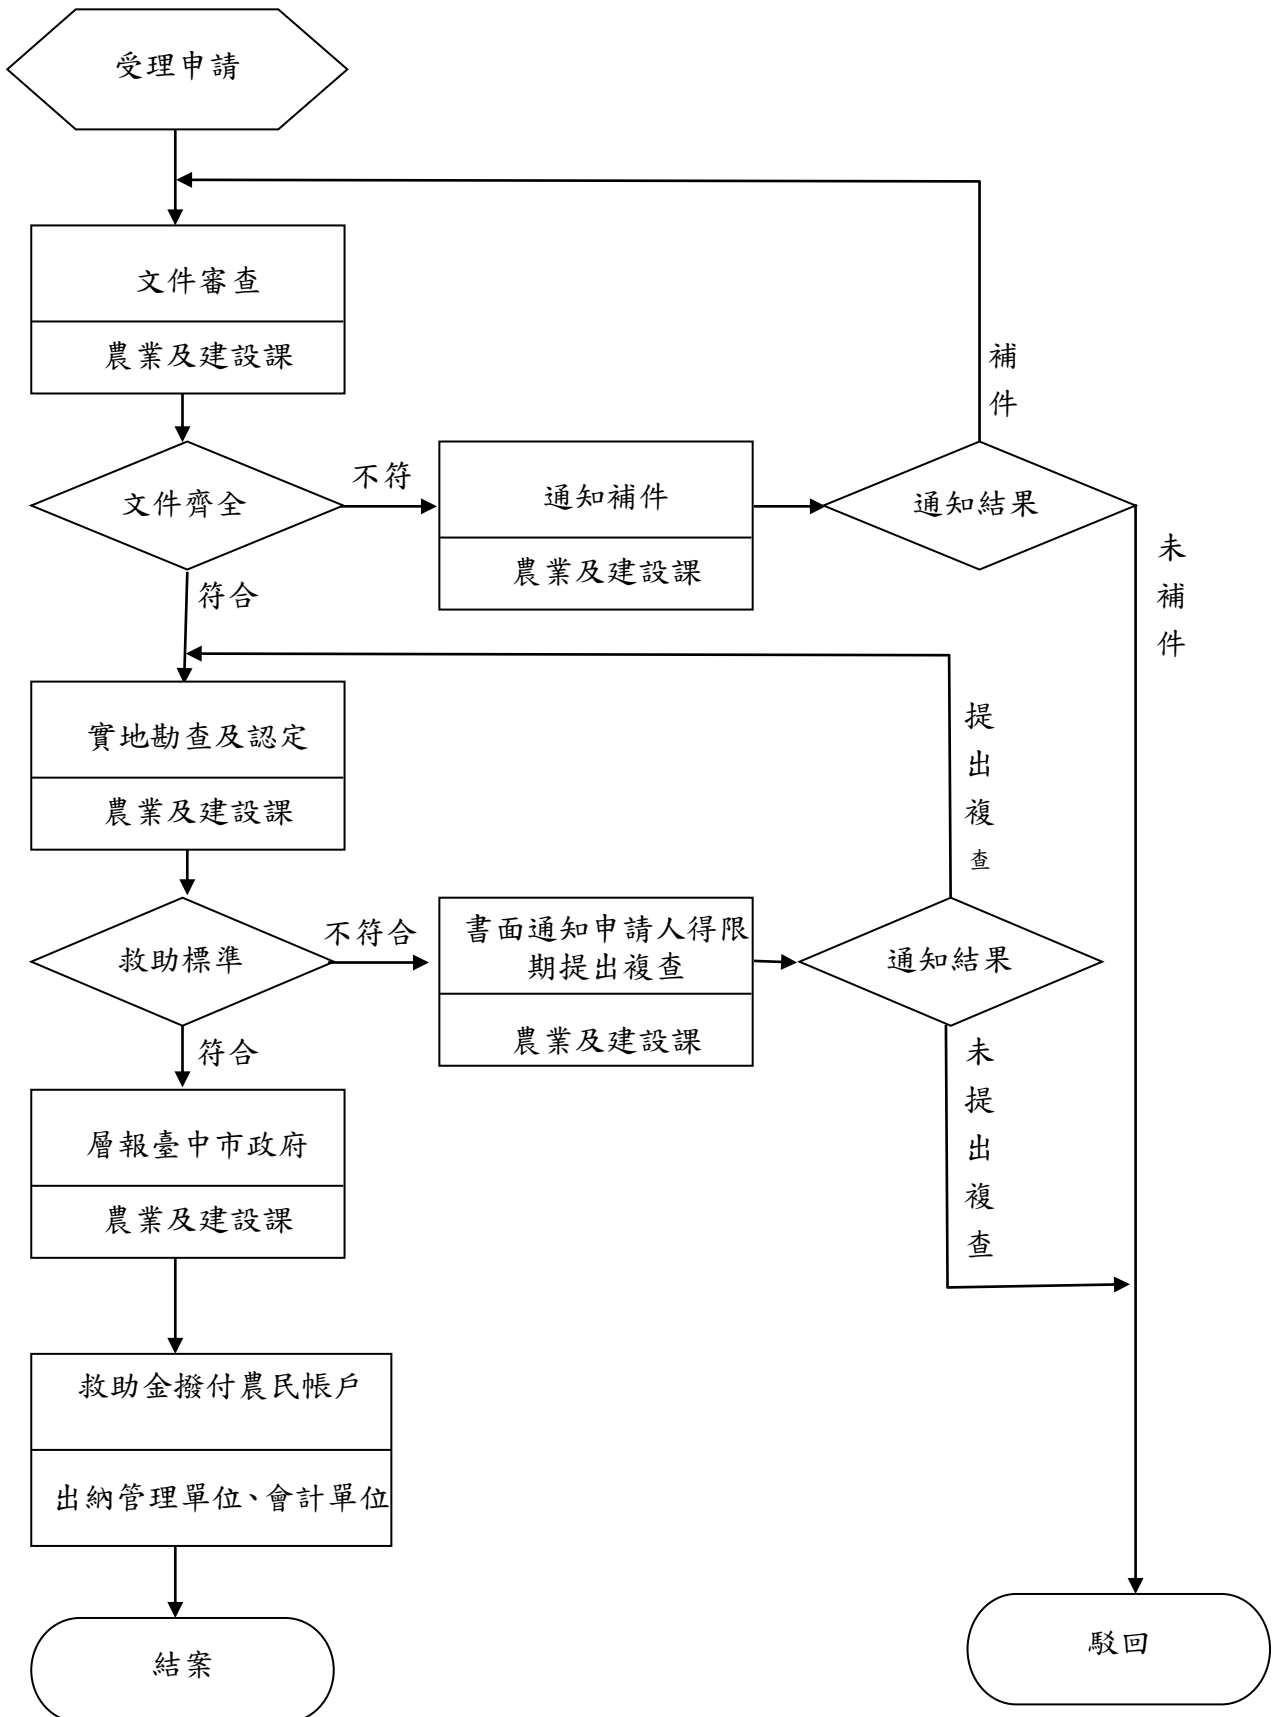 受理申請
文件審查
農業及建設課
文件齊全
不符
通知補件
農業及建設課
通知結果
補件
未補件
符合
實地勘查及認定
農業及建設課
救助標準
不符合
書面通知申請人得限
期提出複查
農業及建設課
通知結果
提出複查
未提出複查
符合
層報臺中市政府
農業及建設課
救助金撥付農民帳戶
出納管理單位、會計單位
結案
駁回